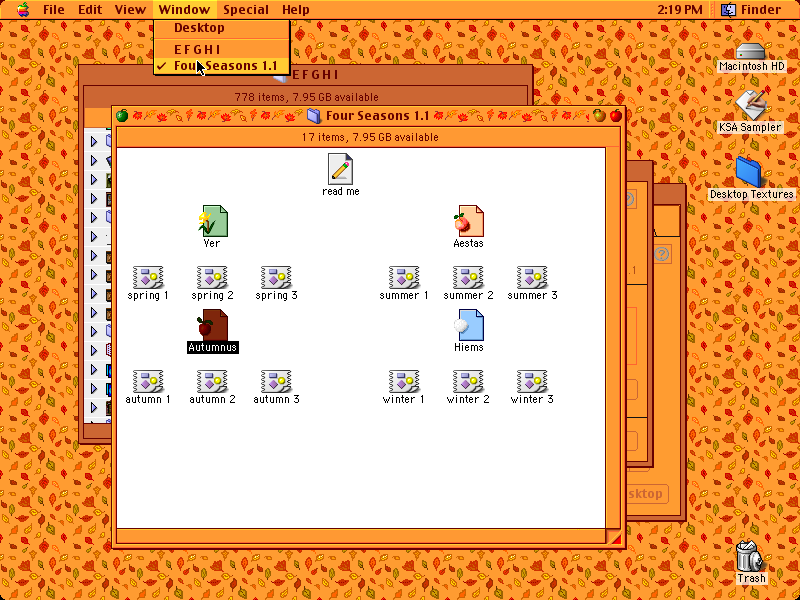 File Edit View Window Special Help 2:19 PM Finder
Desktop
E F G H I
✓ Four Seasons 1.1
E F G H I
778 items, 7.95 GB available
Four Seasons 1.1
17 items, 7.95 GB available
read me
Ver
Aestas
spring 1 spring 2 spring 3 summer 1 summer 2 summer 3
Autumnus
Hiems
autumn 1 autumn 2 autumn 3 winter 1 winter 2 winter 3
Macintosh HD
KSA Sampler
Desktop Textures
?
.1
sktop
Trash